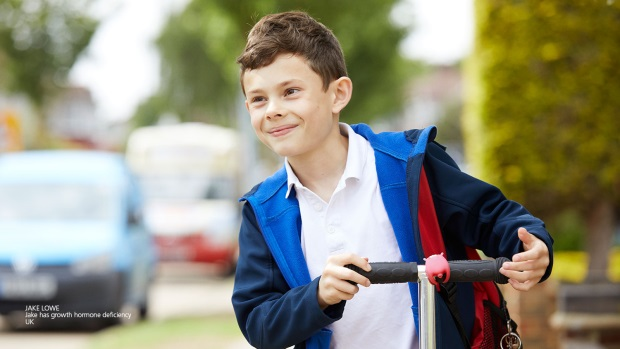 JAKE LOWE
Jake has growth hormone deficiency
UK